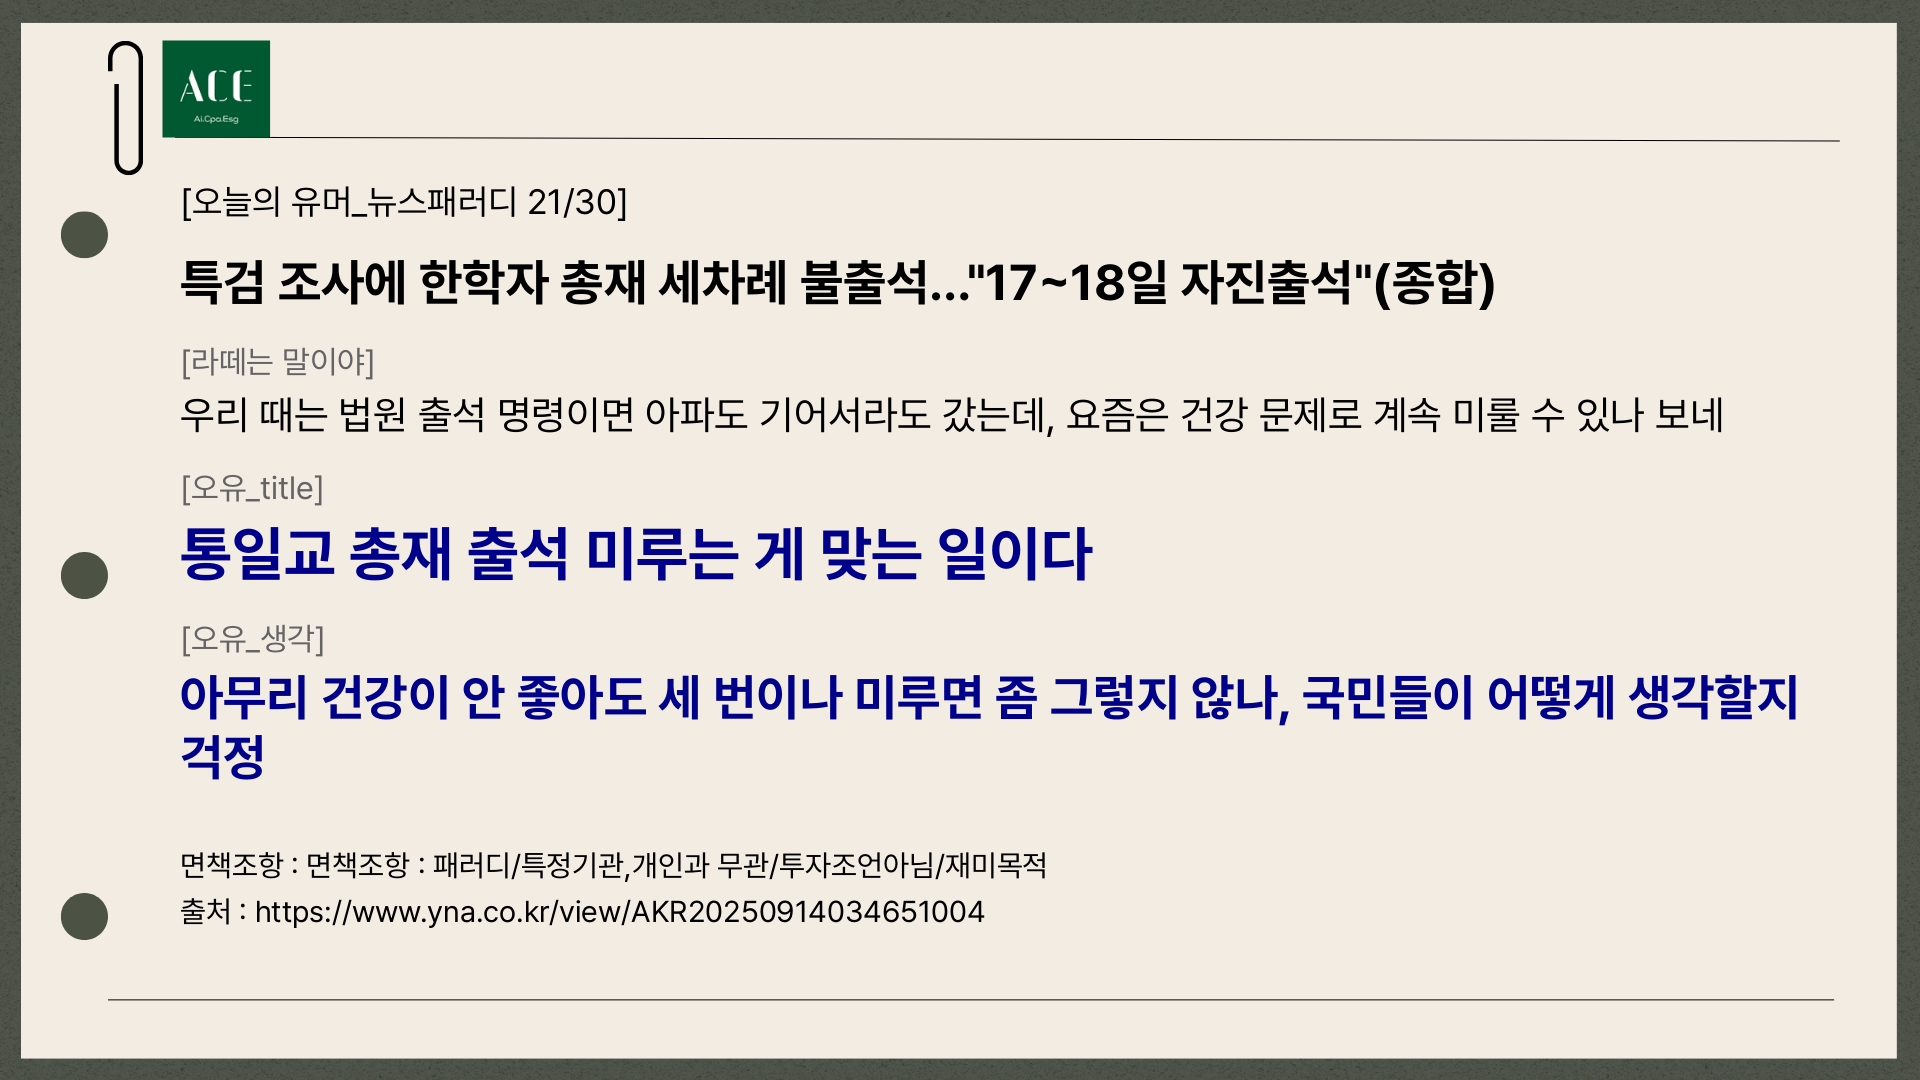 ACE
Ai.Cpa.Esg
[오늘의 유머_뉴스패러디 21/30]
특검 조사에 한학자 총재 세차례 불출석..."17~18일 자진출석"(종합)
[라떼는 말이야]
우리 때는 법원 출석 명령이면 아파도 기어서라도 갔는데, 요즘은 건강 문제로 계속 미룰 수 있나 보네
[오유_title]
통일교 총재 출석 미루는 게 맞는 일이다
[오유_생각]
아무리 건강이 안 좋아도 세 번이나 미루면 좀 그렇지 않나, 국민들이 어떻게 생각할지
걱정
면책조항 : 면책조항 : 패러디/특정기관,개인과 무관/투자조언아님/재미목적
출처 : https://www.yna.co.kr/view/AKR20250914034651004